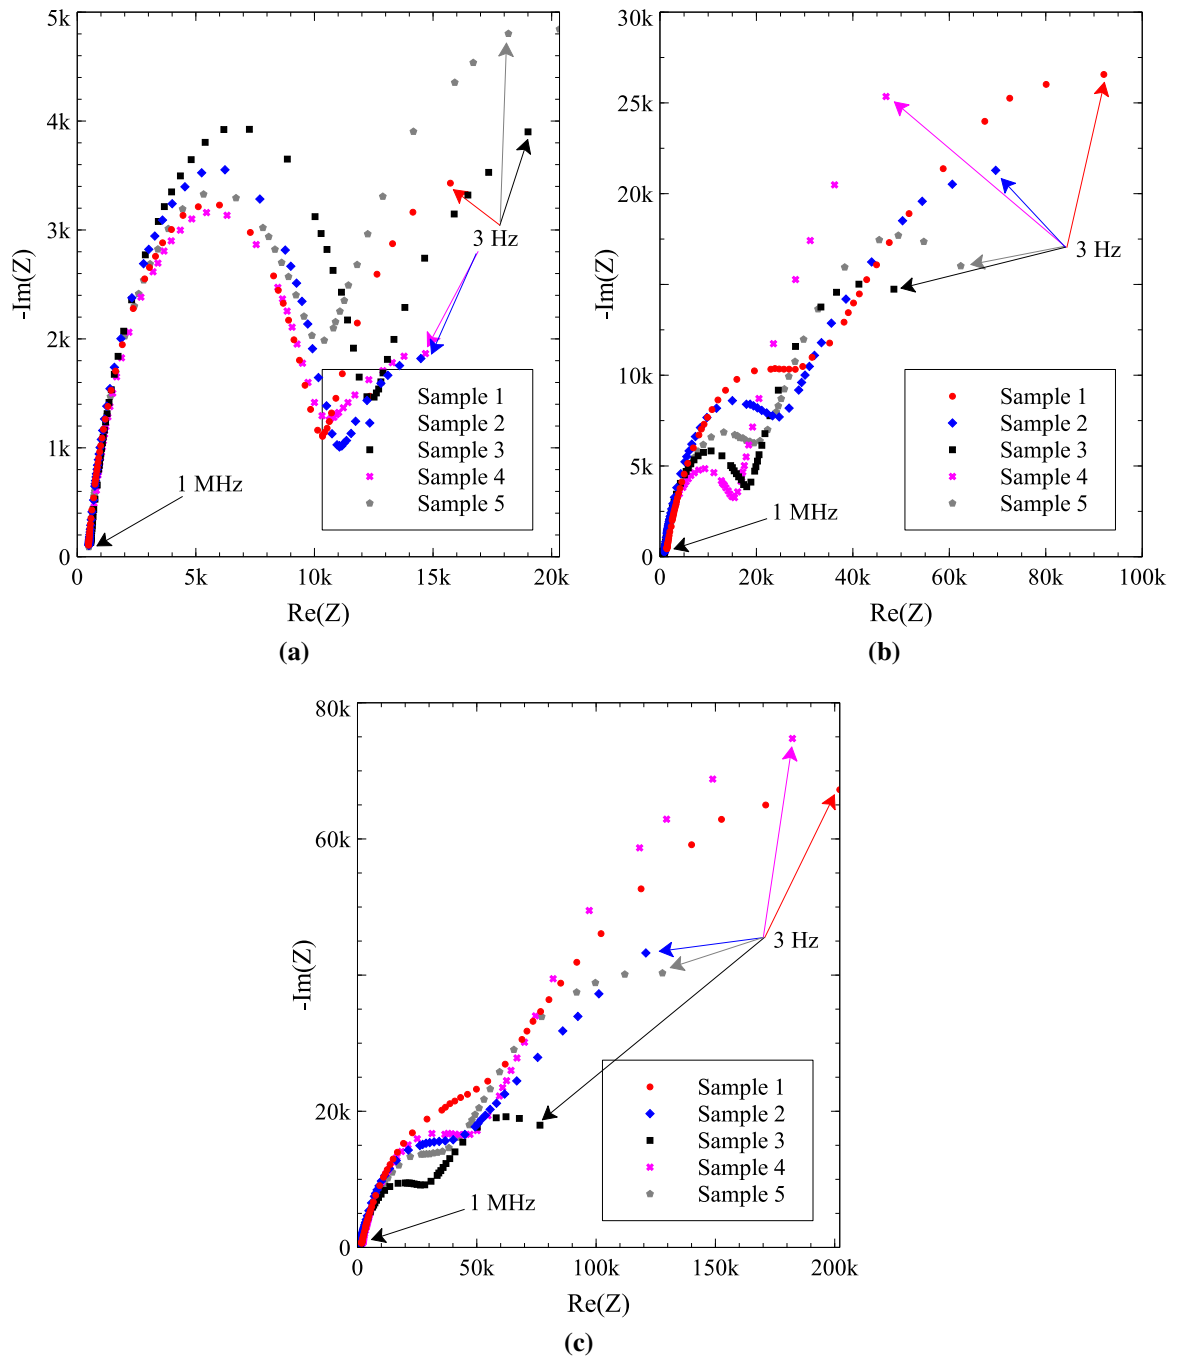 5k
4k
3k
2k
1k
0
-Im(Z)
3 Hz
1 MHz
Sample 1
Sample 2
Sample 3
Sample 4
Sample 5
0
5k
10k
15k
20k
Re(Z)
(a)
30k
25k
20k
15k
10k
5k
0
-Im(Z)
3 Hz
1 MHz
Sample 1
Sample 2
Sample 3
Sample 4
Sample 5
0
20k
40k
60k
80k
100k
Re(Z)
(b)
80k
60k
40k
20k
0
-Im(Z)
3 Hz
1 MHz
Sample 1
Sample 2
Sample 3
Sample 4
Sample 5
0
50k
100k
150k
200k
Re(Z)
(c)